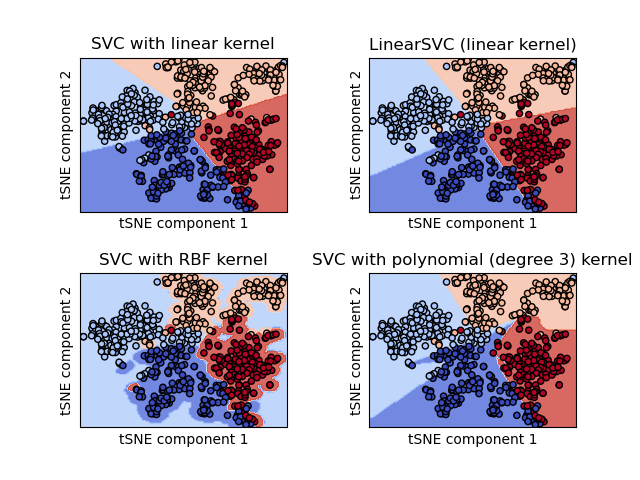 SVC with linear kernel
tSNE component 2
tSNE component 1
LinearSVC (linear kernel)
tSNE component 2
tSNE component 1
SVC with RBF kernel
tSNE component 2
tSNE component 1
SVC with polynomial (degree 3) kernel
tSNE component 2
tSNE component 1